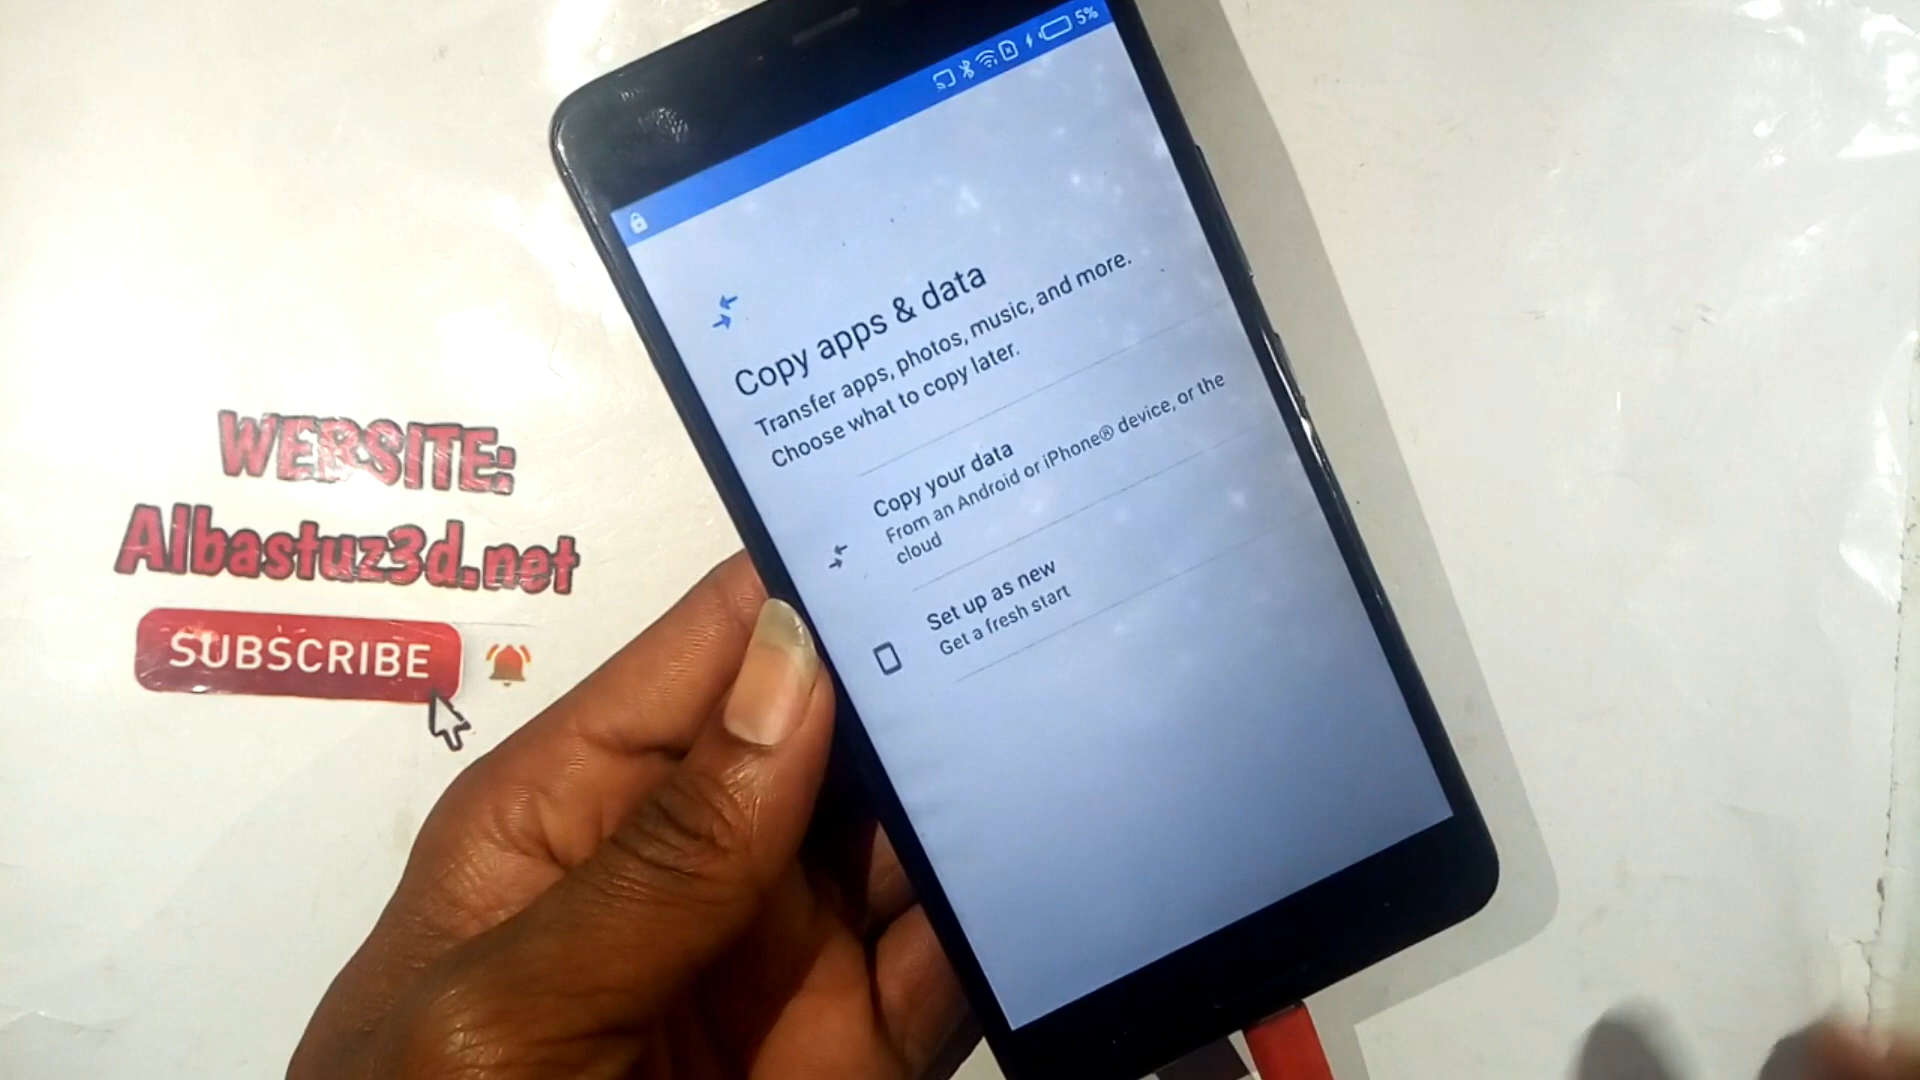 5%
Copy apps & data
Transfer apps, photos, music, and more.
Choose what to copy later.
Copy your data
From an Android or iPhone® device, or the
cloud
Set up as new
Get a fresh start
WEBSITE:
Albastuz3d.net
SUBSCRIBE